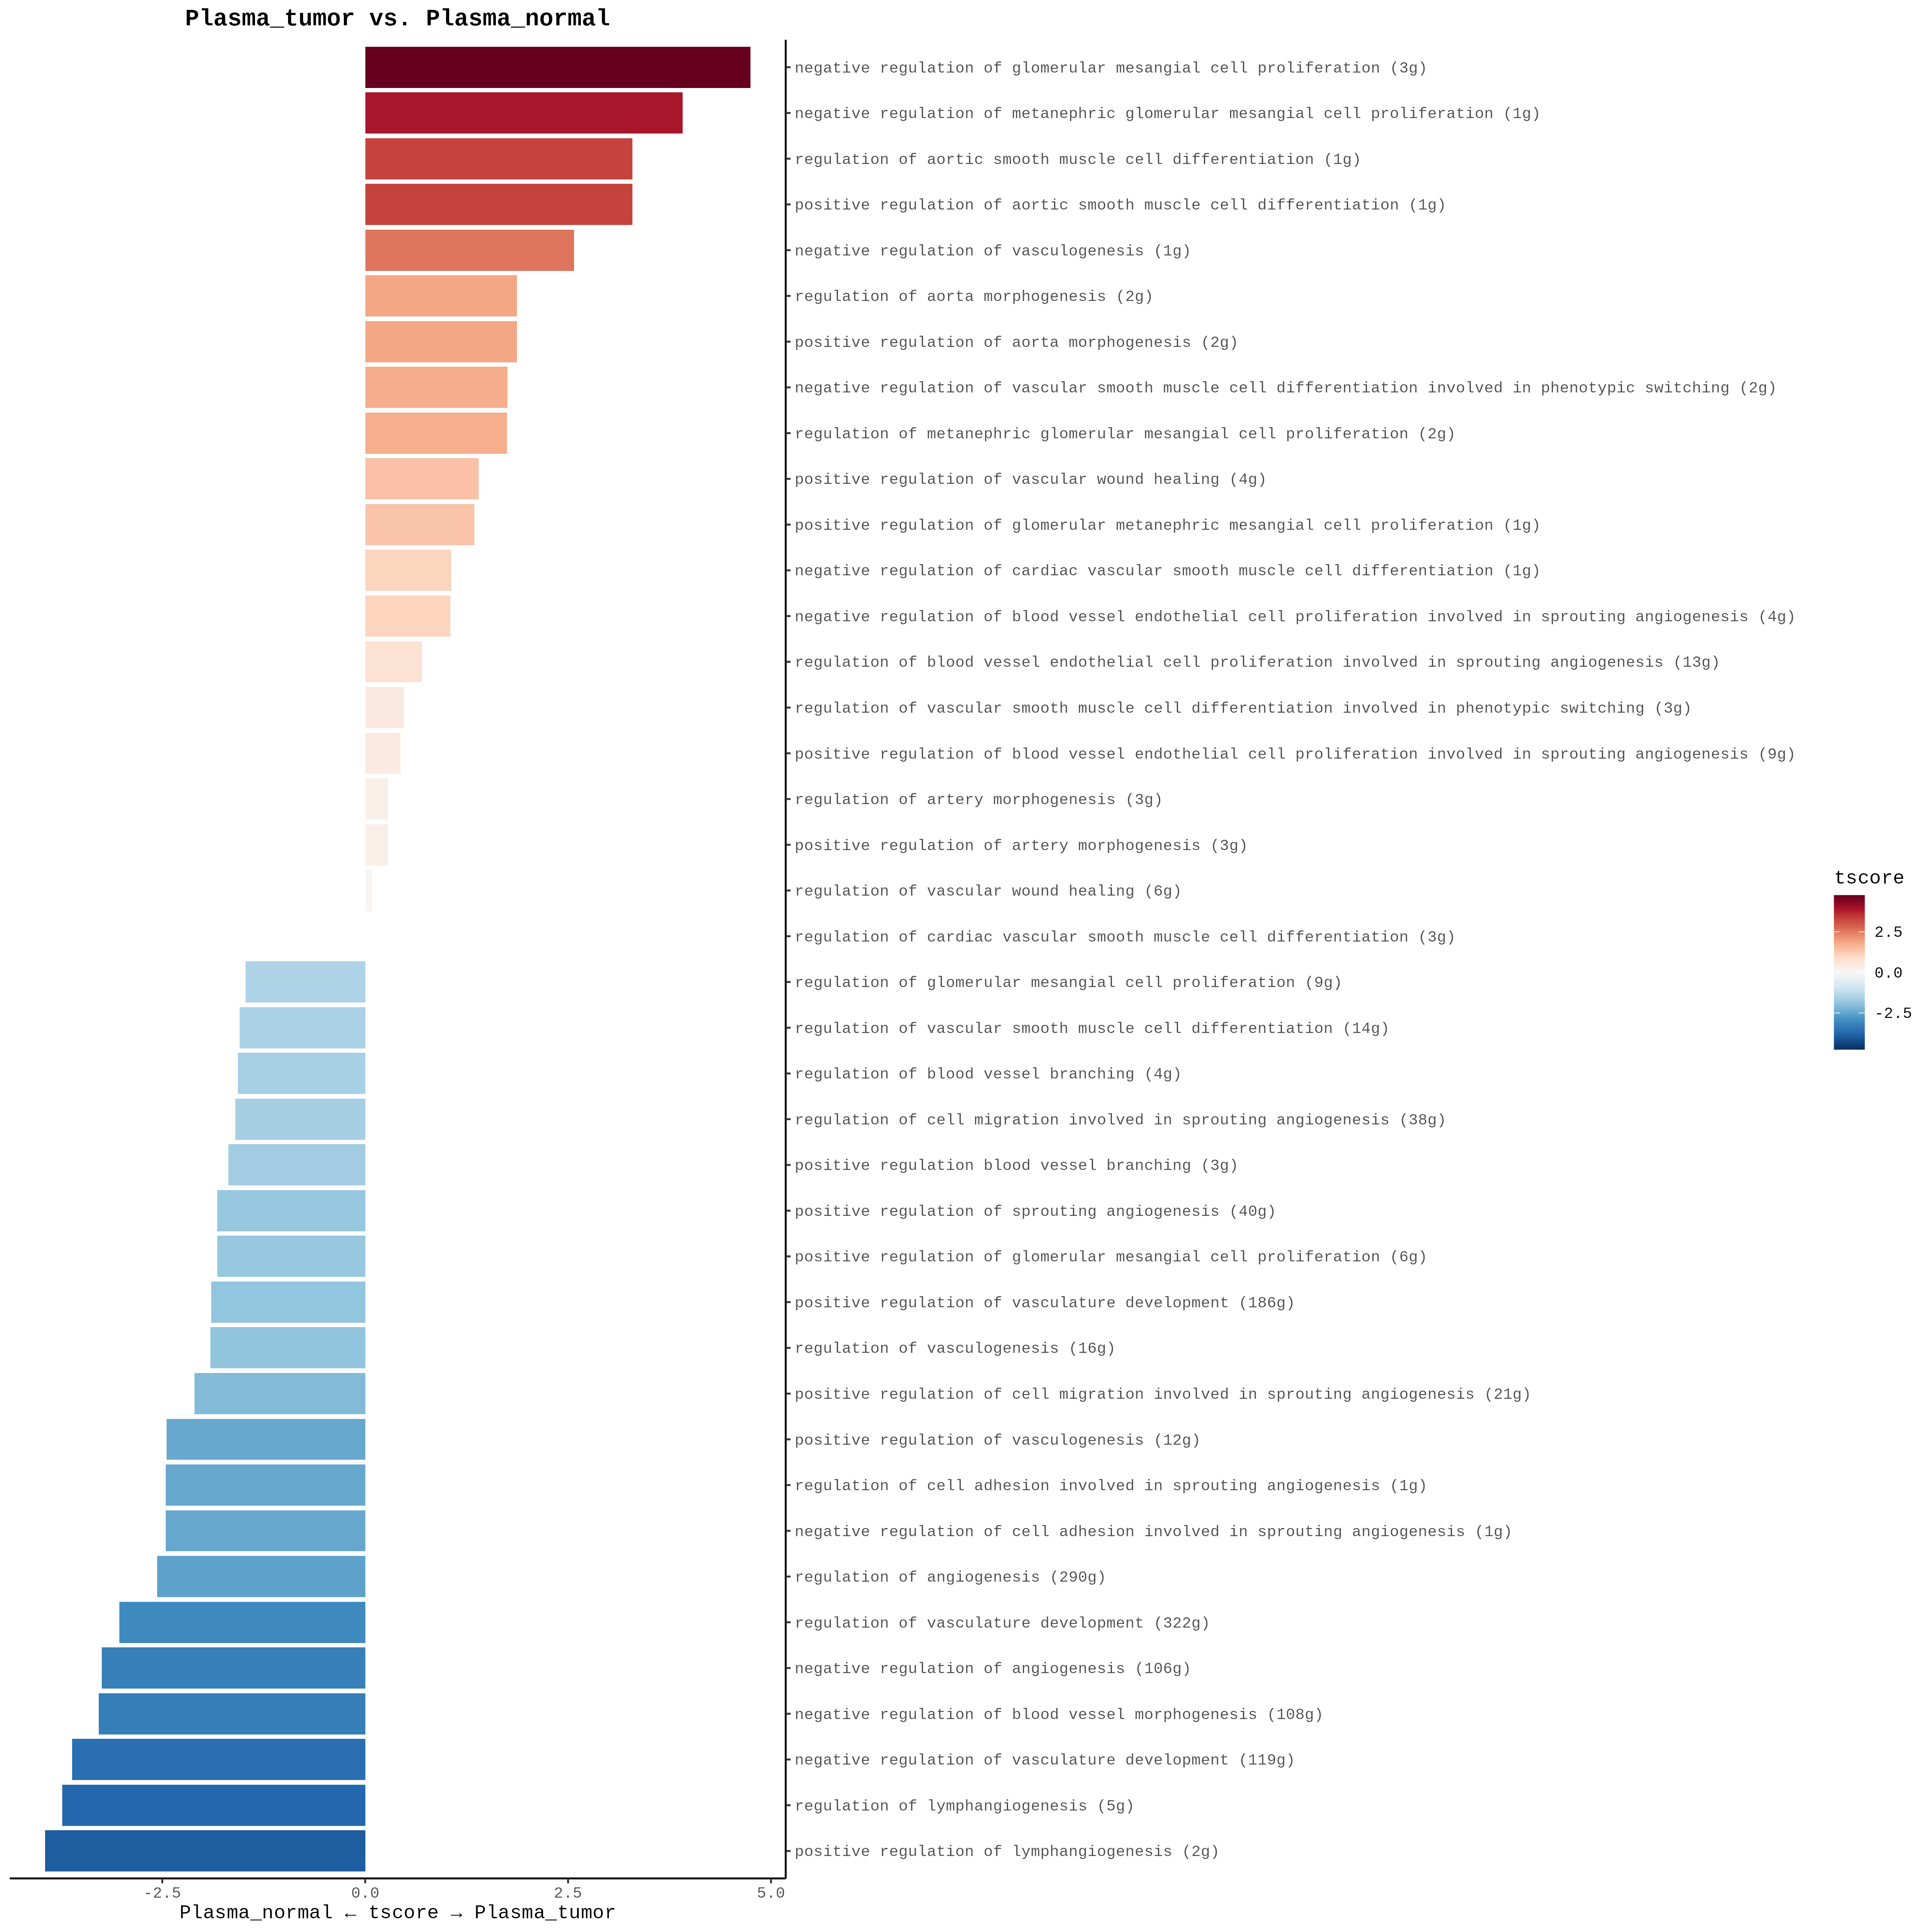 Plasma_tumor vs. Plasma_normal
negative regulation of glomerular mesangial cell proliferation (3g)
negative regulation of metanephric glomerular mesangial cell proliferation (1g)
regulation of aortic smooth muscle cell differentiation (1g)
positive regulation of aortic smooth muscle cell differentiation (1g)
negative regulation of vasculogenesis (1g)
regulation of aorta morphogenesis (2g)
positive regulation of aorta morphogenesis (2g)
negative regulation of vascular smooth muscle cell differentiation involved in phenotypic switching (2g)
regulation of metanephric glomerular mesangial cell proliferation (2g)
positive regulation of vascular wound healing (4g)
positive regulation of glomerular metanephric mesangial cell proliferation (1g)
negative regulation of cardiac vascular smooth muscle cell differentiation (1g)
negative regulation of blood vessel endothelial cell proliferation involved in sprouting angiogenesis (4g)
regulation of blood vessel endothelial cell proliferation involved in sprouting angiogenesis (13g)
regulation of vascular smooth muscle cell differentiation involved in phenotypic switching (3g)
positive regulation of blood vessel endothelial cell proliferation involved in sprouting angiogenesis (9g)
regulation of artery morphogenesis (3g)
positive regulation of artery morphogenesis (3g)
regulation of vascular wound healing (6g)
regulation of cardiac vascular smooth muscle cell differentiation (3g)
regulation of glomerular mesangial cell proliferation (9g)
regulation of vascular smooth muscle cell differentiation (14g)
regulation of blood vessel branching (4g)
regulation of cell migration involved in sprouting angiogenesis (38g)
positive regulation blood vessel branching (3g)
positive regulation of sprouting angiogenesis (40g)
positive regulation of glomerular mesangial cell proliferation (6g)
positive regulation of vasculature development (186g)
regulation of vasculogenesis (16g)
positive regulation of cell migration involved in sprouting angiogenesis (21g)
positive regulation of vasculogenesis (12g)
regulation of cell adhesion involved in sprouting angiogenesis (1g)
negative regulation of cell adhesion involved in sprouting angiogenesis (1g)
regulation of angiogenesis (290g)
regulation of vasculature development (322g)
negative regulation of angiogenesis (106g)
negative regulation of blood vessel morphogenesis (108g)
negative regulation of vasculature development (119g)
regulation of lymphangiogenesis (5g)
positive regulation of lymphangiogenesis (2g)
-2.5 0.0 2.5 5.0
Plasma_normal ← tscore → Plasma_tumor
tscore
2.5
0.0
-2.5